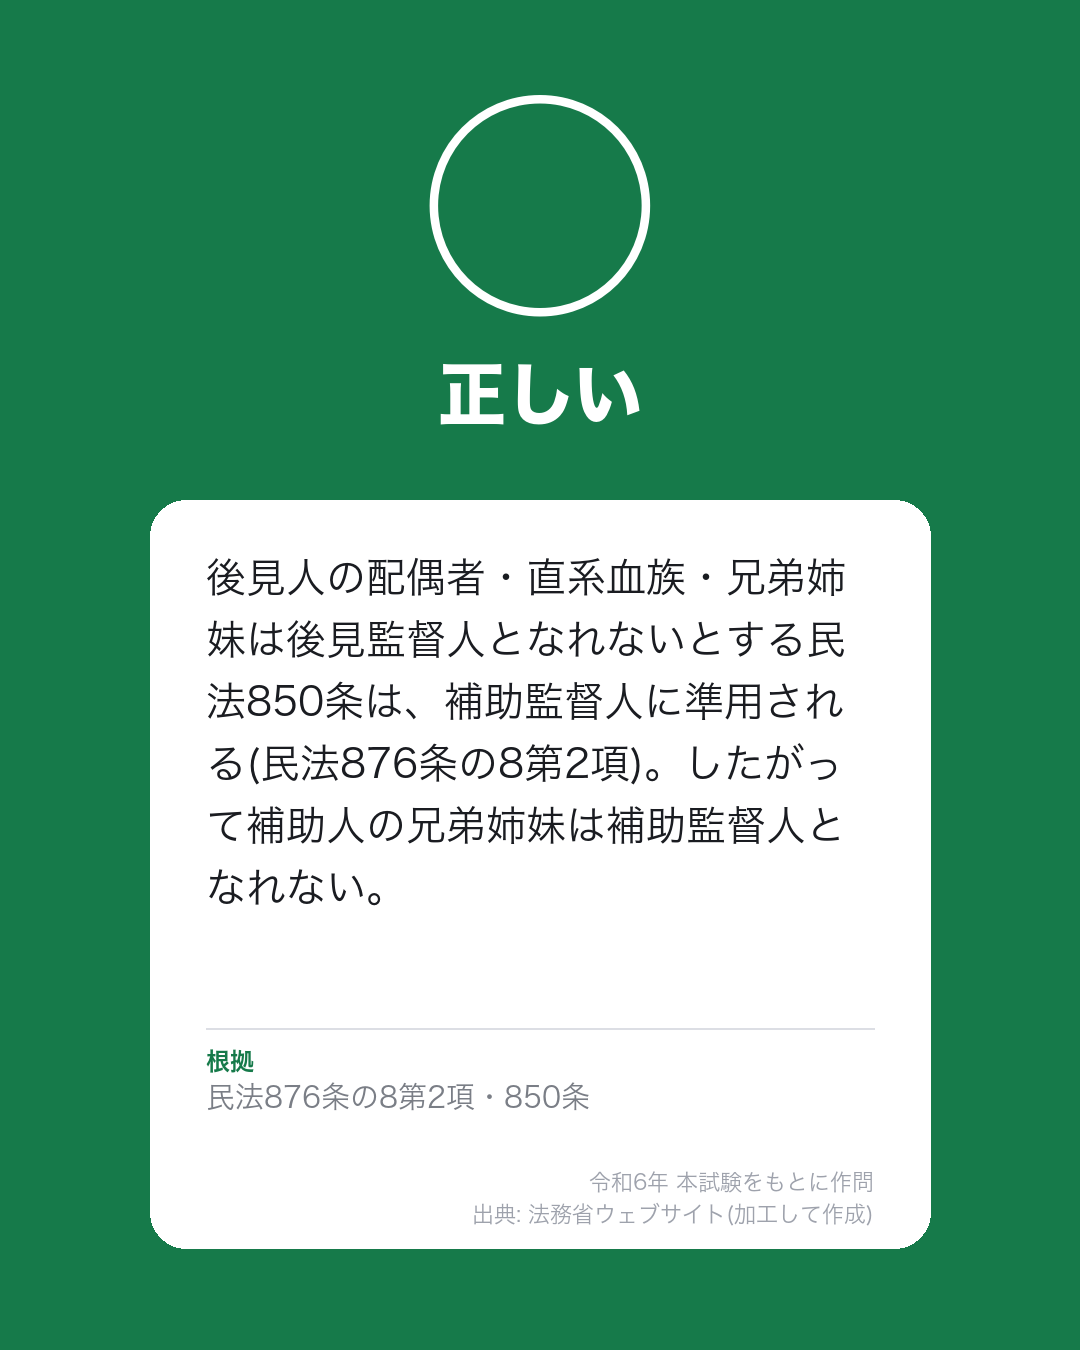 正しい
後見人の配偶者・直系血族・兄弟姉
妹は後見監督人となれないとする民
法850条は、補助監督人に準用され
る(民法876条の8第2項)。したがっ
て補助人の兄弟姉妹は補助監督人と
なれない。
根拠
民法876条の8第2項・850条
令和6年 本試験をもとに作問
出典: 法務省ウェブサイト(加工して作成)